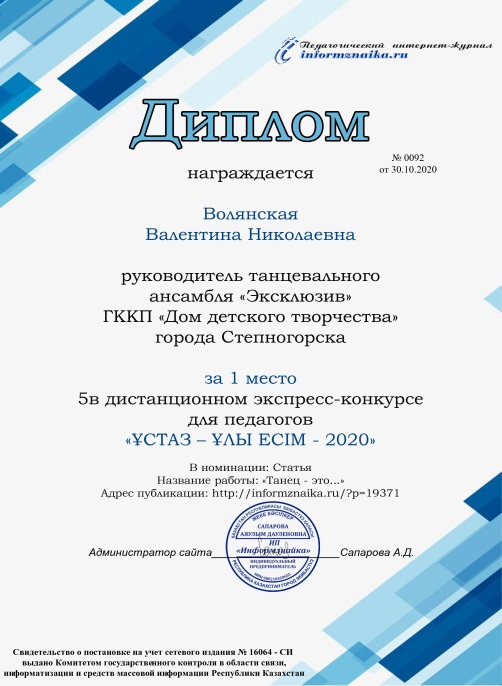 Педагогический интернет-журнал
informznaika.ru
Диплом
№ 0092
от 30.10.2020
награждается
Волянская
Валентина Николаевна
руководитель танцевального
ансамбля «Эксклюзив»
ГККП «Дом детского творчества»
города Степногорска
за 1 место
5в дистанционном экспресс-конкурсе
для педагогов
«ҰСТАЗ – ҰЛЫ ЕСІМ - 2020»
В номинации: Статья
Название работы: «Танец - это...»
Адрес публикации: http://informznaika.ru/?p=19371
ЖЕКЕ КӘСІПКЕР
САПАРОВА
АЯУЛЫМ ДАУЛЕНОВНА
ИП
«Информзнайка»
ИНДИВИДУАЛЬНЫЙ
ПРЕДПРИНИМАТЕЛЬ
Администратор сайта____________________Сапарова А.Д.
Свидетельство о постановке на учет сетевого издания № 16064 - СИ
выдано Комитетом государственного контроля в области связи,
информатизации и средств массовой информации Республики Казахстан